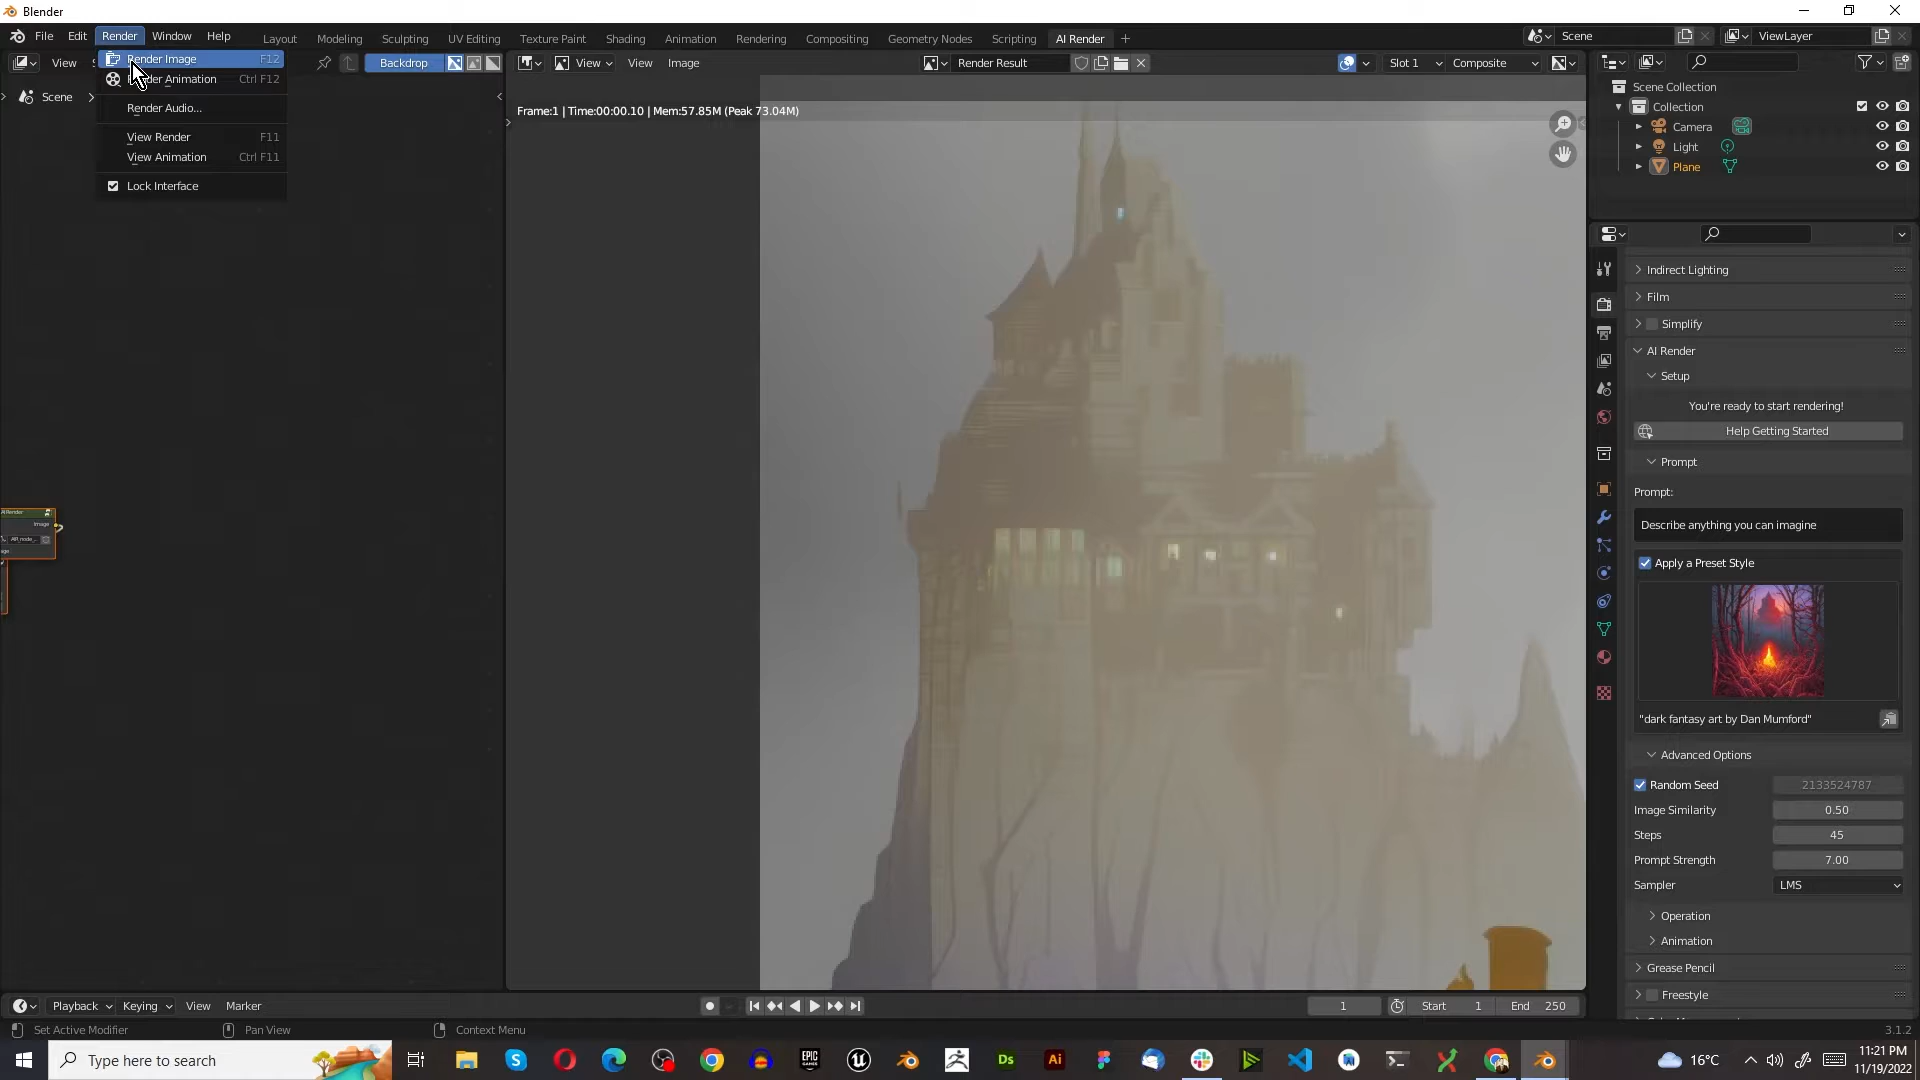 Blender
File Edit Render Window Help Layout Modeling Sculpting UV Editing Texture Paint Shading Animation Rendering Compositing Geometry Nodes Scripting AI Render + Scene ViewLayer
Render Image F12
Render Animation Ctrl F12
Render Audio...
View Render F11
View Animation Ctrl F11
Lock Interface
View Backdrop
Scene
View View Image Render Result Slot 1 Composite
Frame:1 | Time:00:00.10 | Mem:57.85M (Peak 73.04M)
Scene Collection
Collection
Camera
Light
Plane
Indirect Lighting
Film
Simplify
AI Render
Setup
You're ready to start rendering!
Help Getting Started
Prompt
Prompt:
Describe anything you can imagine
Apply a Preset Style
"dark fantasy art by Dan Mumford"
Advanced Options
Random Seed 2133524787
Image Similarity 0.50
Steps 45
Prompt Strength 7.00
Sampler LMS
Operation
Animation
Grease Pencil
Freestyle
AI Render
Image
Playback Keying View Marker 1 Start 1 End 250
Set Active Modifier Pan View Context Menu 3.1.2
Type here to search EPIC GAMES Ds Ai 16°C 11:21 PM
11/19/2022